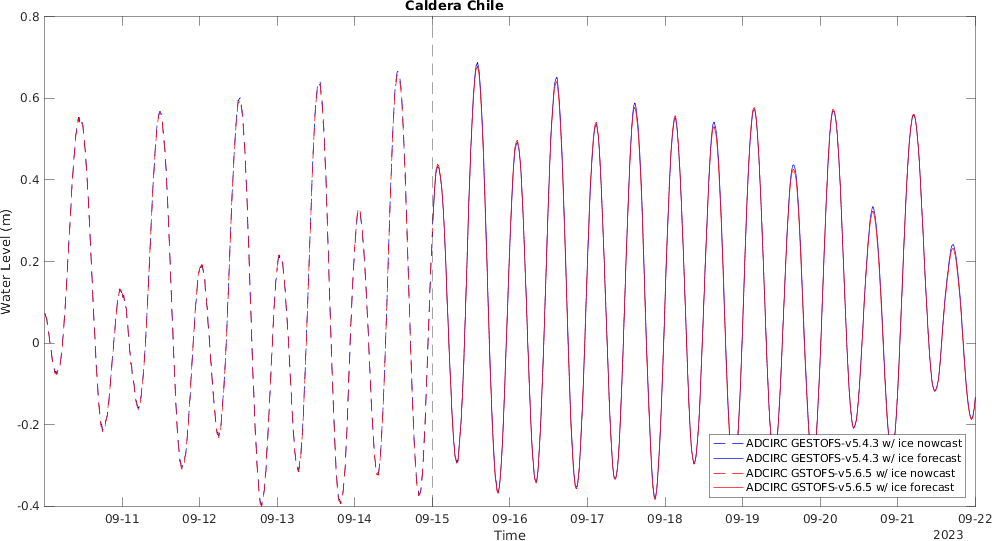 Caldera Chile
0.8
0.6
0.4
0.2
0
-0.2
-0.4
Water Level (m)
09-11 09-12 09-13 09-14 09-15 09-16 09-17 09-18 09-19 09-20 09-21 09-22
Time
2023
ADCIRC GESTOFS-v5.4.3 w/ ice nowcast
ADCIRC GESTOFS-v5.4.3 w/ ice forecast
ADCIRC GSTOFS-v5.6.5 w/ ice nowcast
ADCIRC GSTOFS-v5.6.5 w/ ice forecast